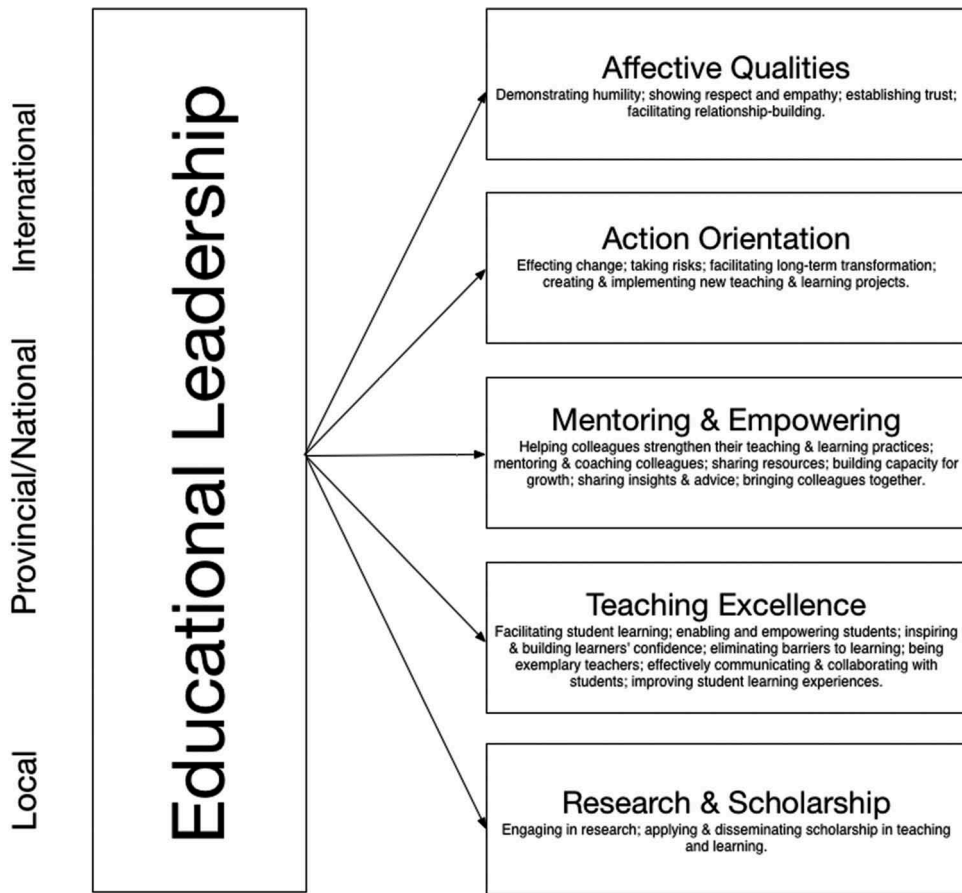 International
Provincial/National
Local
Educational Leadership
Affective Qualities
Demonstrating humility; showing respect and empathy; establishing trust;
facilitating relationship-building.
Action Orientation
Effecting change; taking risks; facilitating long-term transformation;
creating & implementing new teaching & learning projects.
Mentoring & Empowering
Helping colleagues strengthen their teaching & learning practices;
mentoring & coaching colleagues; sharing resources; building capacity for
growth; sharing insights & advice; bringing colleagues together.
Teaching Excellence
Facilitating student learning; enabling and empowering students; inspiring
& building learners' confidence; eliminating barriers to learning; being
exemplary teachers; effectively communicating & collaborating with
students; improving student learning experiences.
Research & Scholarship
Engaging in research; applying & disseminating scholarship in teaching
and learning.